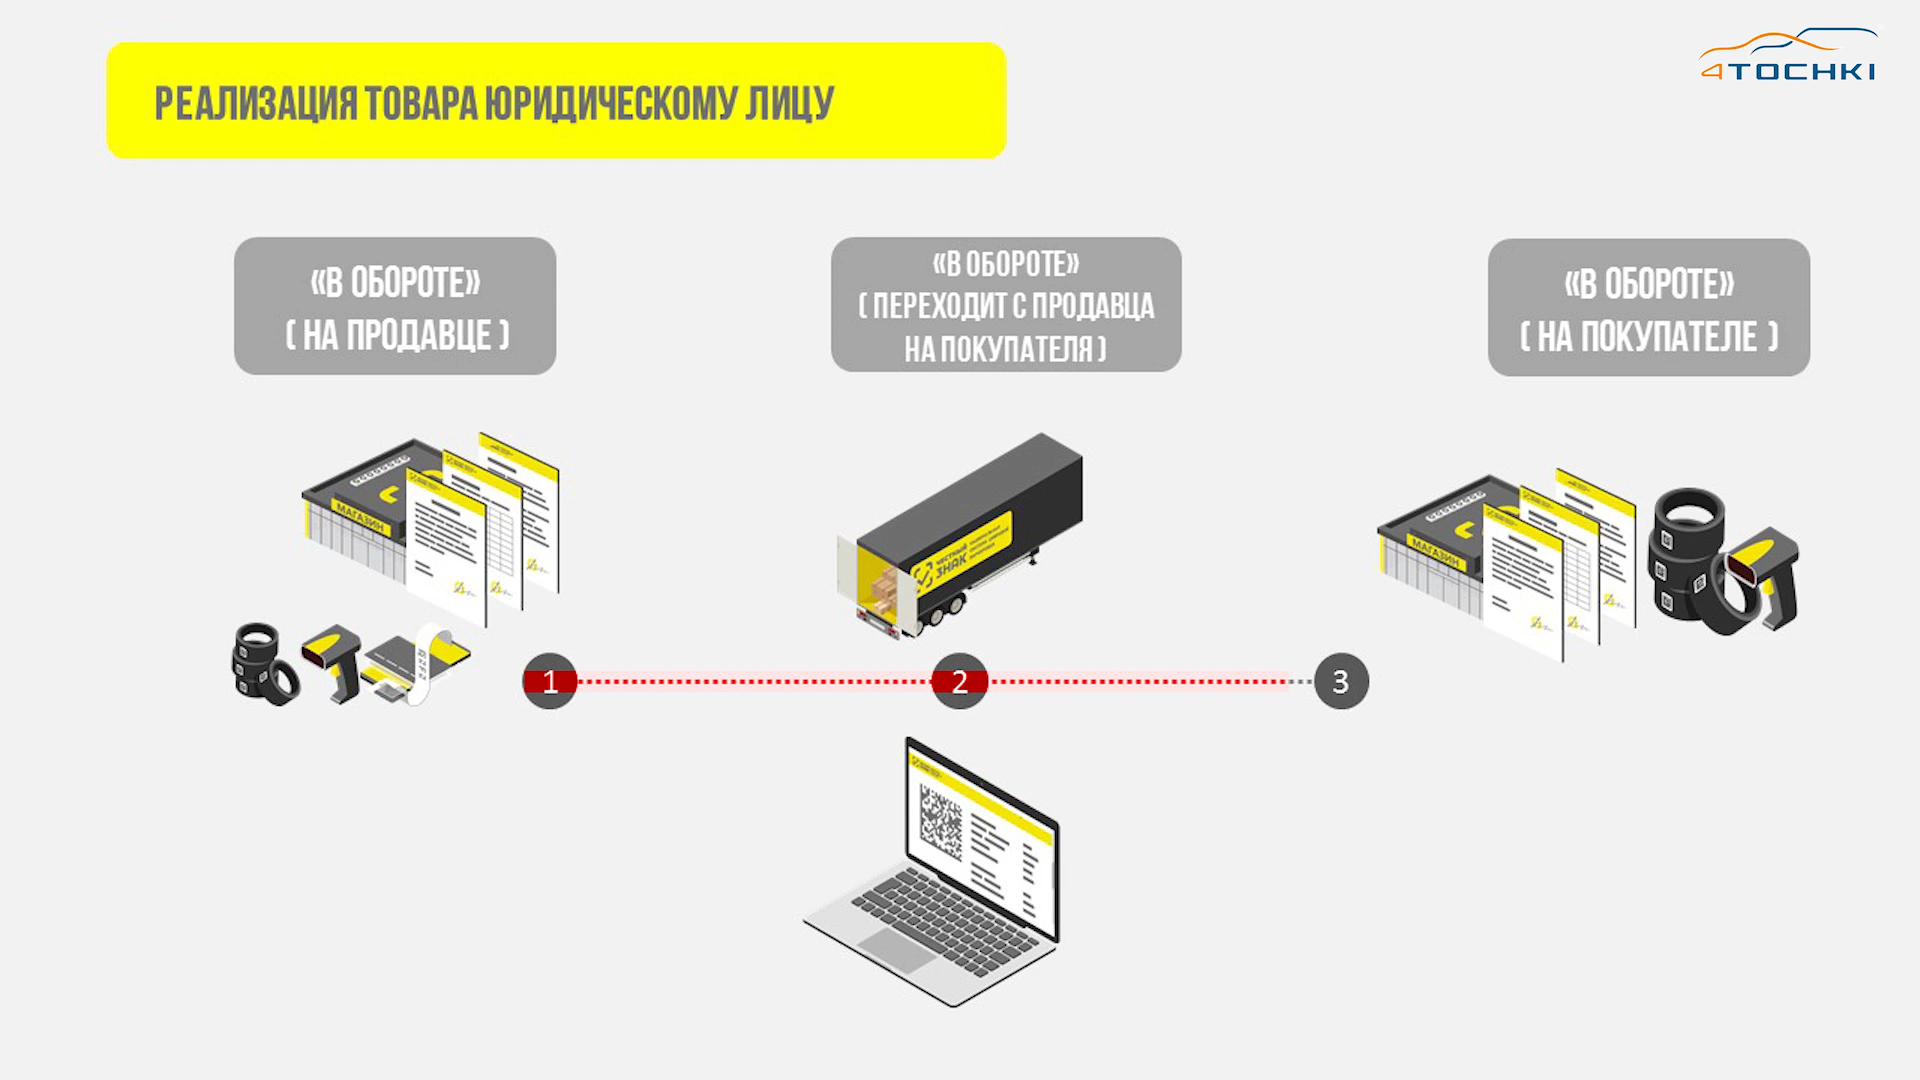 РЕАЛИЗАЦИЯ ТОВАРА ЮРИДИЧЕСКОМУ ЛИЦУ
4TOCHKI
«В ОБОРОТЕ»
( НА ПРОДАВЦЕ )
«В ОБОРОТЕ»
( ПЕРЕХОДИТ С ПРОДАВЦА
НА ПОКУПАТЕЛЯ )
«В ОБОРОТЕ»
( НА ПОКУПАТЕЛЕ )
МАГАЗИН
ЧЕСТНЫЙ
ЗНАК
МАГАЗИН
1
2
3